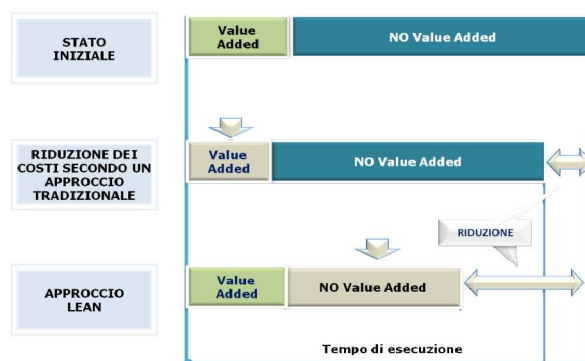 STATO
INIZIALE
Value
Added
NO Value Added
RIDUZIONE DEI
COSTI SECONDO UN
APPROCCIO
TRADIZIONALE
Value
Added
NO Value Added
RIDUZIONE
APPROCCIO
LEAN
Value
Added
NO Value Added
Tempo di esecuzione